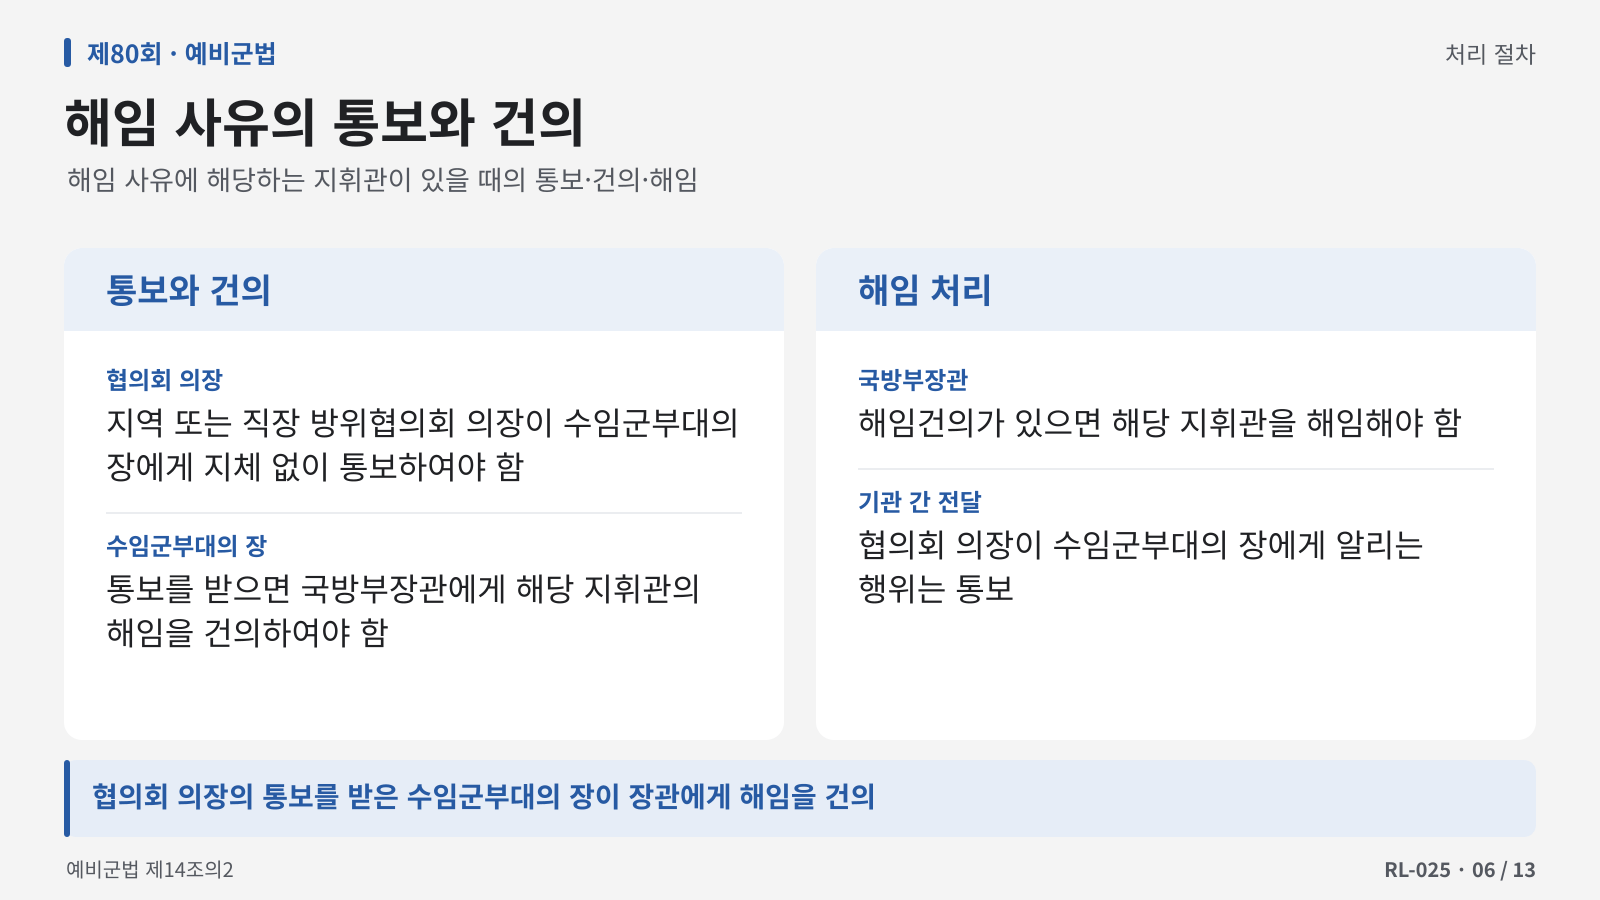 제80회 · 예비군법
처리 절차
해임 사유의 통보와 건의
해임 사유에 해당하는 지휘관이 있을 때의 통보·건의·해임
통보와 건의
협의회 의장
지역 또는 직장 방위협의회 의장이 수임군부대의
장에게 지체 없이 통보하여야 함
수임군부대의 장
통보를 받으면 국방부장관에게 해당 지휘관의
해임을 건의하여야 함
해임 처리
국방부장관
해임건의가 있으면 해당 지휘관을 해임해야 함
기관 간 전달
협의회 의장이 수임군부대의 장에게 알리는
행위는 통보
협의회 의장의 통보를 받은 수임군부대의 장이 장관에게 해임을 건의
예비군법 제14조의2
RL-025 · 06 / 13